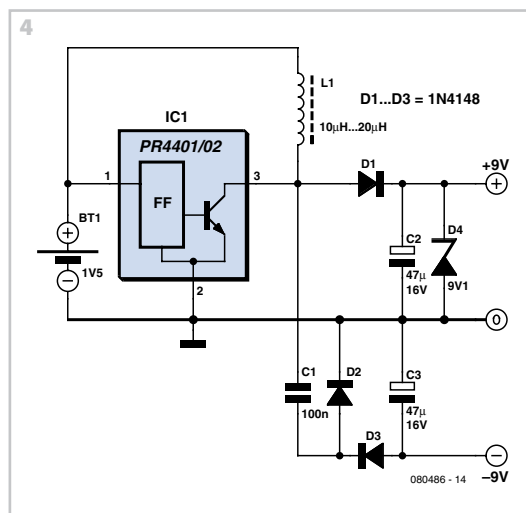 4
L1
D1...D3 = 1N4148
IC1
10µH...20µH
PR4401/02
D1
+9V
1
3
+
FF
BT1
D4
+
C2
1V5
47µ
16V
9V1
−
2
0
C1
D2
C3
100n
47µ
16V
D3
−
080486 - 14
−9V